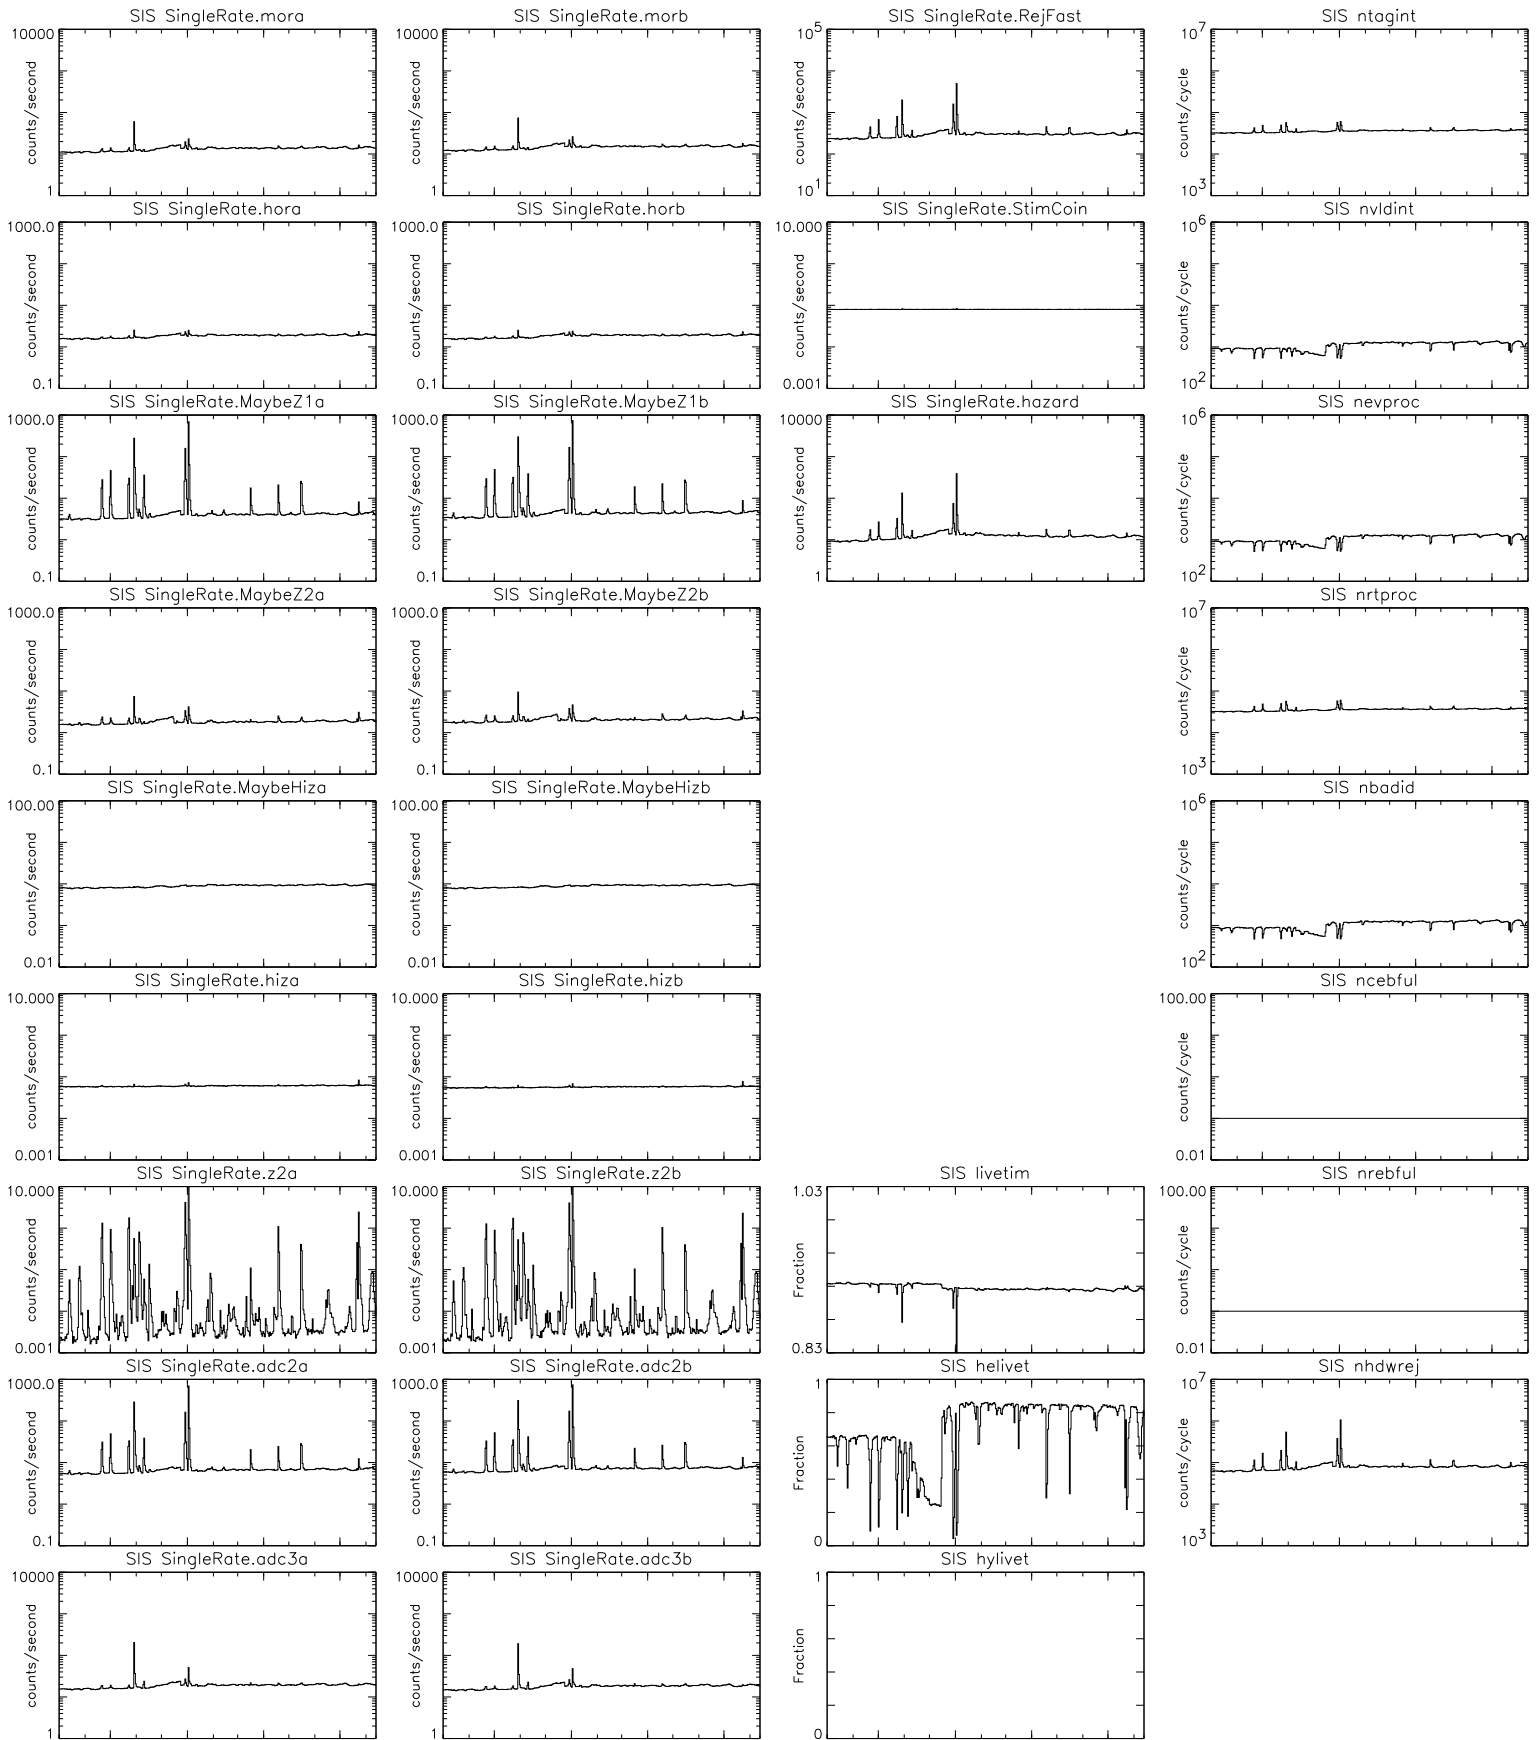 SIS SingleRate.mora
10000
counts/second
1
SIS SingleRate.morb
10000
counts/second
1
SIS SingleRate.RejFast
10^5
counts/second
10^1
SIS ntagint
10^7
counts/cycle
10^3
SIS SingleRate.hora
1000.0
counts/second
0.1
SIS SingleRate.horb
1000.0
counts/second
0.1
SIS SingleRate.StimCoin
10.000
counts/second
0.001
SIS nvldint
10^6
counts/cycle
10^2
SIS SingleRate.MaybeZ1a
1000.0
counts/second
0.1
SIS SingleRate.MaybeZ1b
1000.0
counts/second
0.1
SIS SingleRate.hazard
10000
counts/second
1
SIS nevproc
10^6
counts/cycle
10^2
SIS SingleRate.MaybeZ2a
1000.0
counts/second
0.1
SIS SingleRate.MaybeZ2b
1000.0
counts/second
0.1
SIS nrtproc
10^7
counts/cycle
10^3
SIS SingleRate.MaybeHiza
100.00
counts/second
0.01
SIS SingleRate.MaybeHizb
100.00
counts/second
0.01
SIS nbadid
10^6
counts/cycle
10^2
SIS SingleRate.hiza
10.000
counts/second
0.001
SIS SingleRate.hizb
10.000
counts/second
0.001
SIS ncebful
100.00
counts/cycle
0.01
SIS SingleRate.z2a
10.000
counts/second
0.001
SIS SingleRate.z2b
10.000
counts/second
0.001
SIS livetim
1.03
Fraction
0.83
SIS nrebful
100.00
counts/cycle
0.01
SIS SingleRate.adc2a
1000.0
counts/second
0.1
SIS SingleRate.adc2b
1000.0
counts/second
0.1
SIS helivet
1
Fraction
0
SIS nhdwrej
10^7
counts/cycle
10^3
SIS SingleRate.adc3a
10000
counts/second
1
SIS SingleRate.adc3b
10000
counts/second
1
SIS hylivet
1
Fraction
0